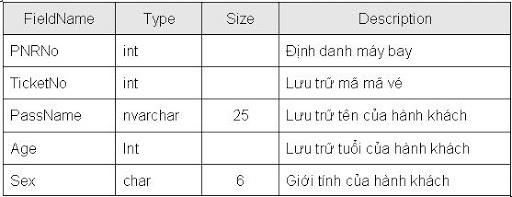 FieldName Type Size Description
PNRNo int Định danh máy bay
TicketNo int Lưu trữ mã mã vé
PassName nvarchar 25 Lưu trữ tên của hành khách
Age Int Lưu trữ tuổi của hành khách
Sex char 6 Giới tính của hành khách